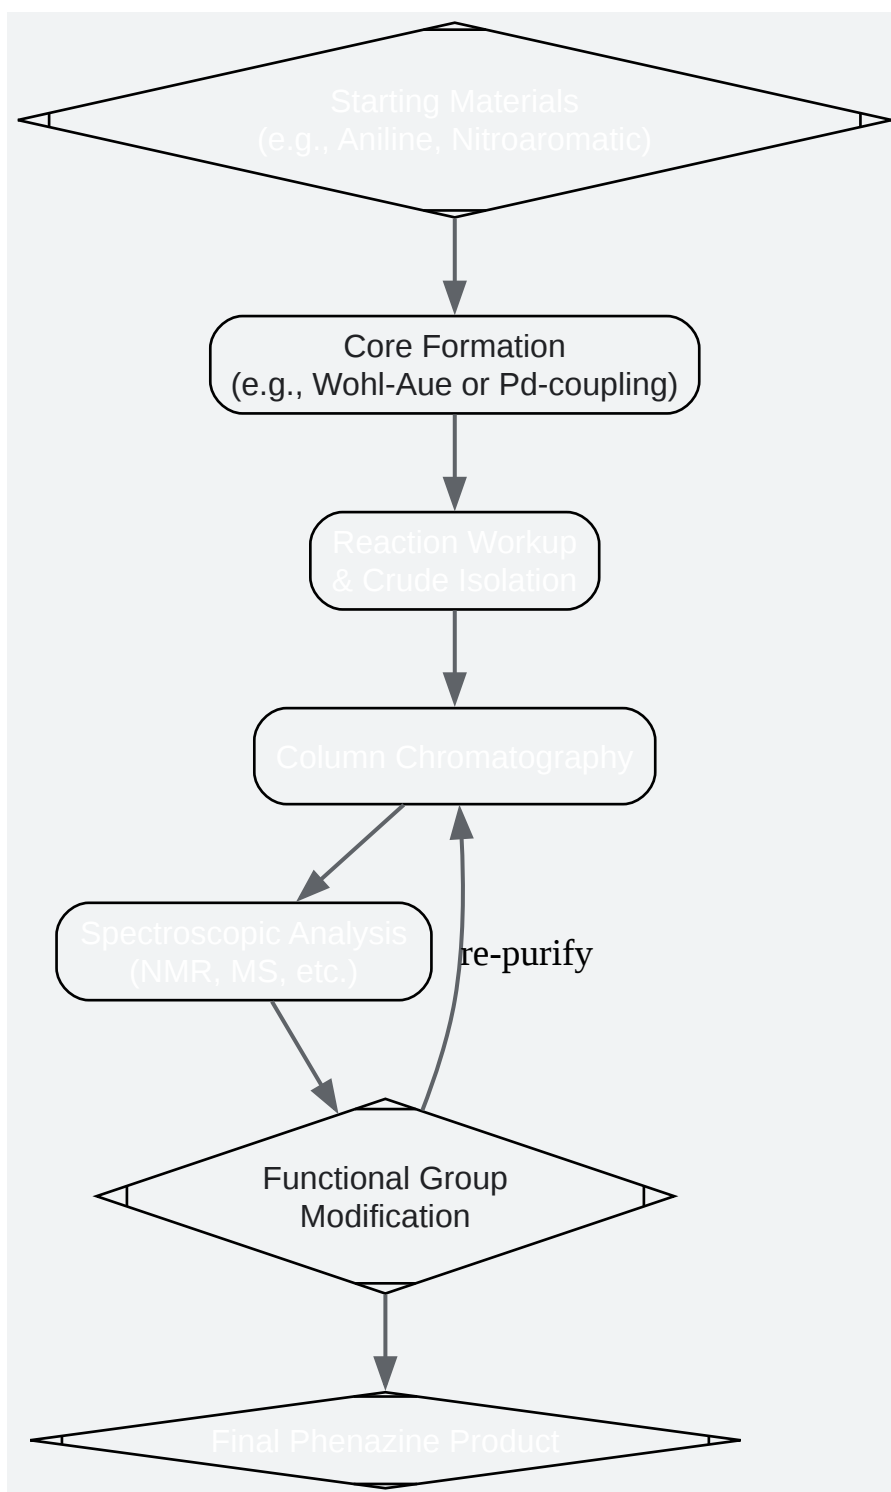 Starting Materials
(e.g., Aniline, Nitroaromatic)
Core Formation
(e.g., Wohl-Aue or Pd-coupling)
Reaction Workup
& Crude Isolation
Column Chromatography
Spectroscopic Analysis
(NMR, MS, etc.)
re-purify
Functional Group
Modification
Final Phenazine Product